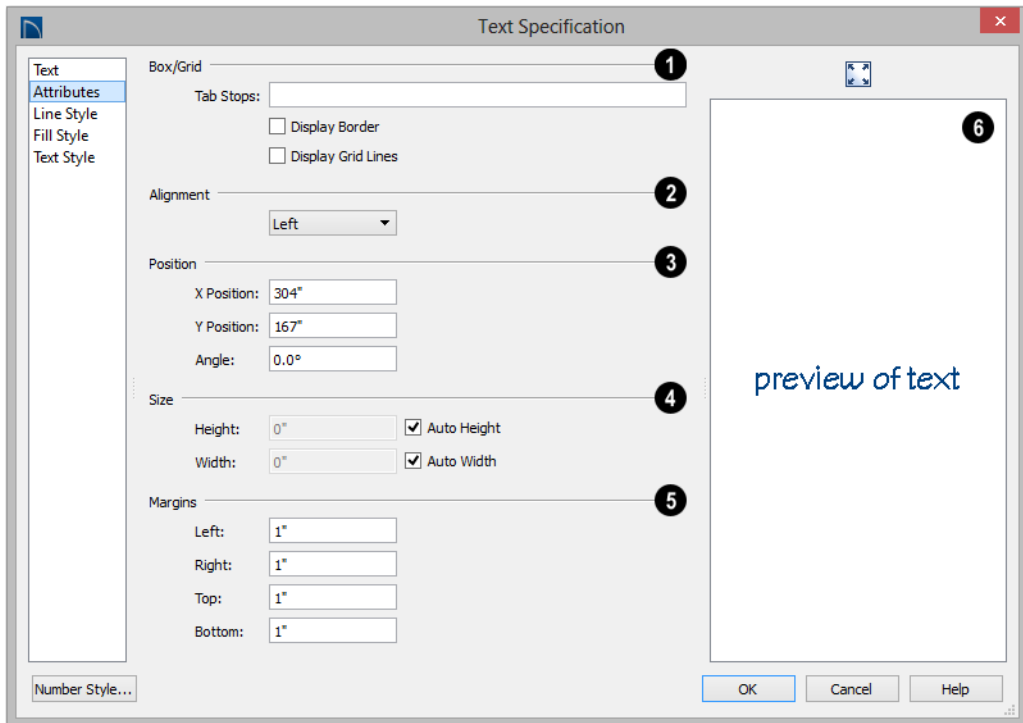 Text Specification
Text
Attributes
Line Style
Fill Style
Text Style
Box/Grid 1
Tab Stops:
Display Border
Display Grid Lines
Alignment 2
Left
Position 3
X Position: 304"
Y Position: 167"
Angle: 0.0°
Size 4
Height: 0" Auto Height
Width: 0" Auto Width
Margins 5
Left: 1"
Right: 1"
Top: 1"
Bottom: 1"
6
preview of text
Number Style... OK Cancel Help